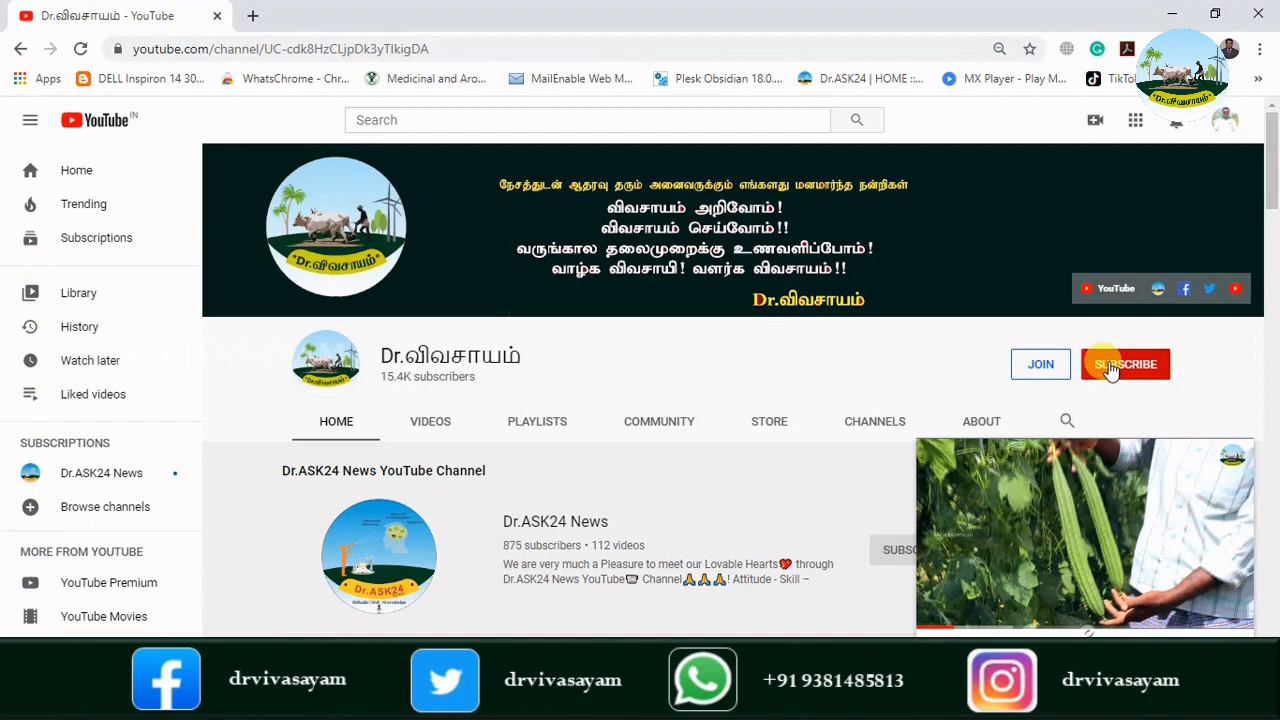 Dr.விவசாயம் - YouTube
youtube.com/channel/UC-cdk8HzCLjpDk3yTIkigDA
Apps
DELL Inspiron 14 30...
WhatsChrome - Chr...
Medicinal and Aro...
MailEnable Web M...
Plesk Obsidian 18.0....
Dr.ASK24 | HOME ::...
MX Player - Play M...
Dr.விவசாயம்
YouTube IN
Search
Home
Trending
Subscriptions
Library
History
Watch later
Liked videos
SUBSCRIPTIONS
Dr.ASK24 News
Browse channels
MORE FROM YOUTUBE
YouTube Premium
YouTube Movies
நேசத்துடன் ஆதரவு தரும் அனைவருக்கும் எங்களது மனமார்ந்த நன்றிகள்
விவசாயம் அறிவோம்!
விவசாயம் செய்வோம்!!
வருங்கால தலைமுறைக்கு உணவளிப்போம்!
வாழ்க விவசாயி! வளர்க விவசாயம்!!
Dr.விவசாயம்
Dr.விவசாயம்
YouTube
Dr.விவசாயம்
15.4K subscribers
JOIN
SUBSCRIBE
HOME
VIDEOS
PLAYLISTS
COMMUNITY
STORE
CHANNELS
ABOUT
Dr.ASK24 News YouTube Channel
Dr.ASK24
Dr.ASK24 News
875 subscribers • 112 videos
We are very much a Pleasure to meet our Lovable Hearts❤ through
Dr.ASK24 News YouTube Channel🙏🙏🙏! Attitude - Skill –
drvivasayam
drvivasayam
+91 9381485813
drvivasayam